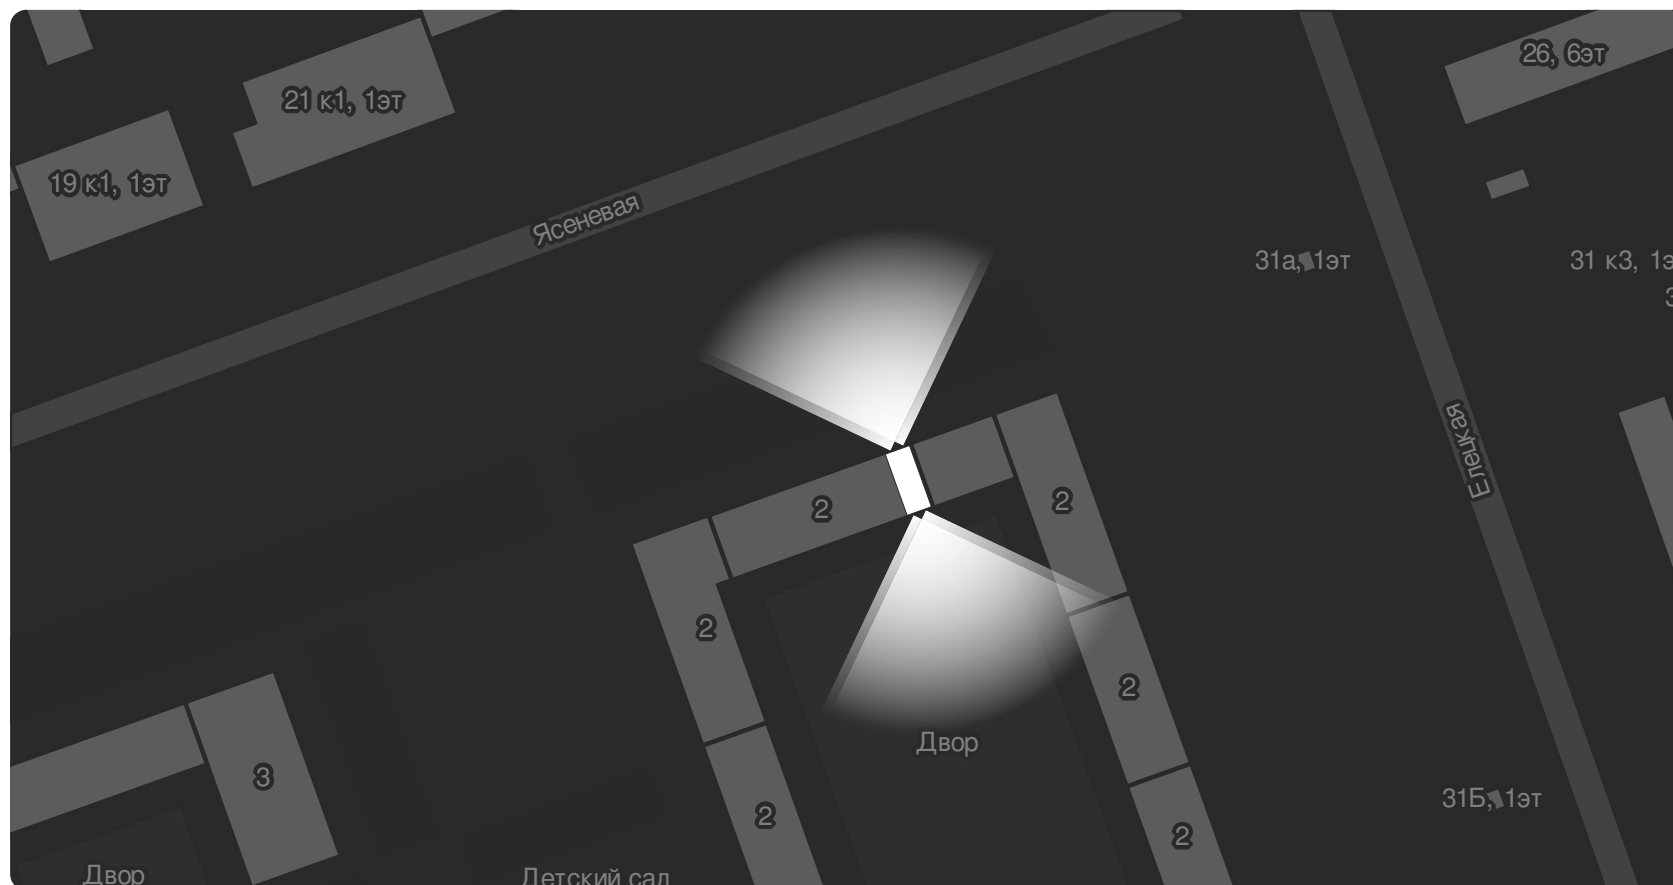 26, 6эт
21 к1, 1эт
19 к1, 1эт
Ясеневая
31а, 1эт
31 к3, 1э
2
2
Елецкая
2
2
Двор
3
2
31Б, 1эт
2
Двор
Детский сад